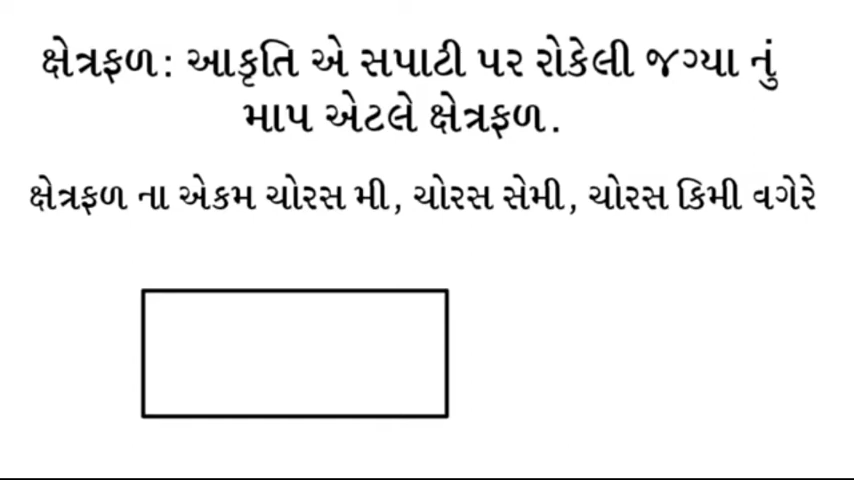 ક્ષેત્રફળ: આકૃતિ એ સપાટી પર રોકેલી જગ્યા નું
માપ એટલે ક્ષેત્રફળ.
ક્ષેત્રફળ ના એકમ ચોરસ મી, ચોરસ સેમી, ચોરસ કિમી વગેરે